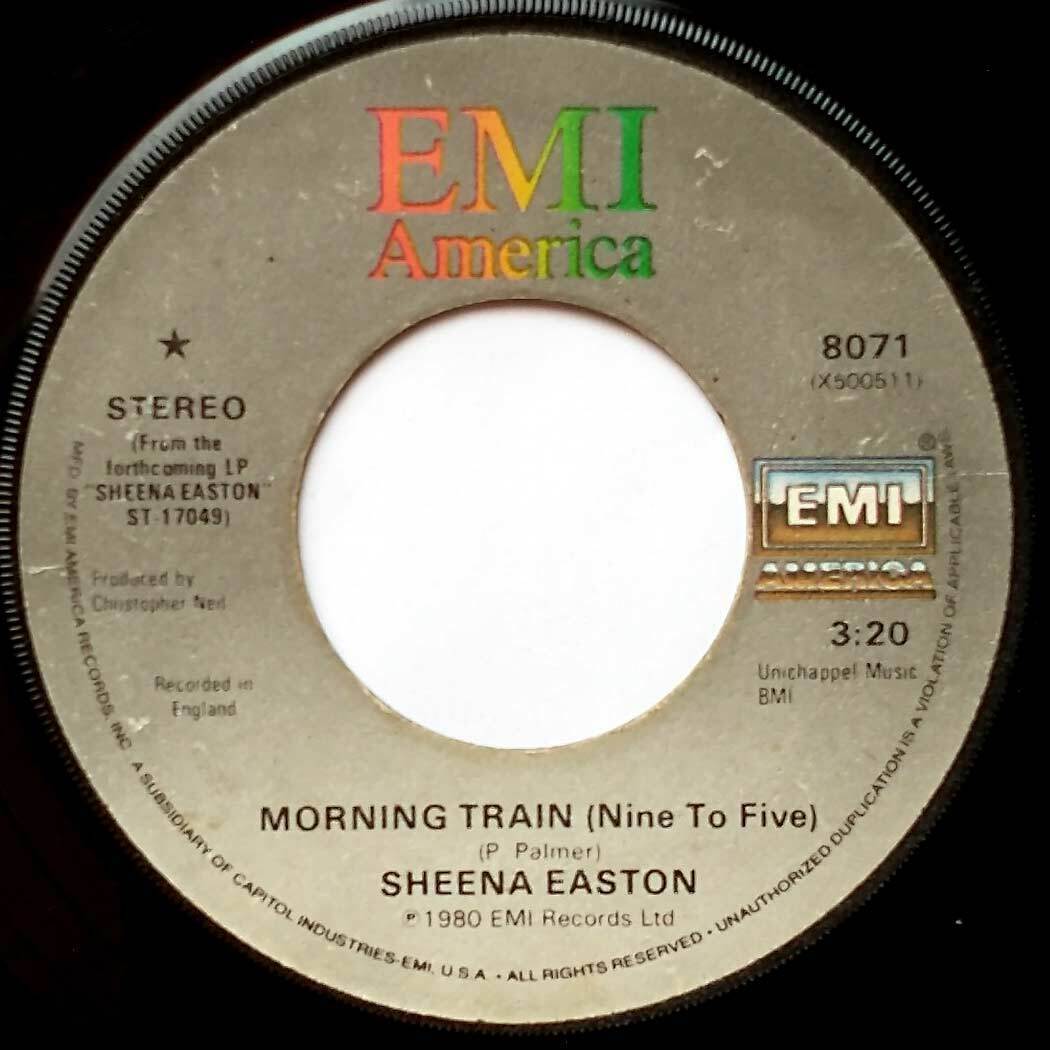 EMI
America
★
STEREO
(From the
forthcoming LP
"SHEENA EASTON"
ST-17049)
Produced by
Christopher Neil
Recorded in
England
8071
(X500511)
®
EMI
AMERICA
3:20
Unichappel Music
BMI
MORNING TRAIN (Nine To Five)
(P. Palmer)
SHEENA EASTON
℗ 1980 EMI Records Ltd
MFD. BY EMI AMERICA RECORDS, INC. A SUBSIDIARY OF CAPITOL INDUSTRIES-EMI, U.S.A. • ALL RIGHTS RESERVED • UNAUTHORIZED DUPLICATION IS A VIOLATION OF APPLICABLE LAWS